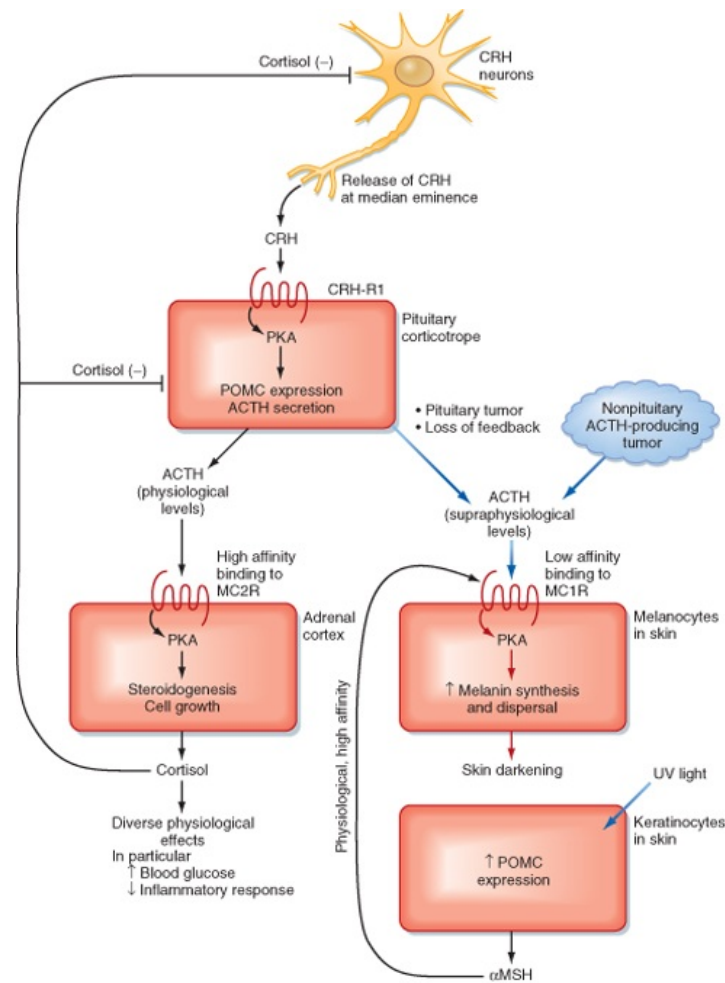 Cortisol (–)
CRH
neurons
Release of CRH
at median eminence
CRH
CRH-R1
Pituitary
corticotrope
PKA
POMC expression
ACTH secretion
Cortisol (–)
• Pituitary tumor
• Loss of feedback
Nonpituitary
ACTH-producing
tumor
ACTH
(physiological
levels)
ACTH
(supraphysiological
levels)
High affinity
binding to
MC2R
Adrenal
cortex
PKA
Steroidogenesis
Cell growth
Low affinity
binding to
MC1R
Melanocytes
in skin
PKA
↑ Melanin synthesis
and dispersal
Physiological, high affinity
Cortisol
Skin darkening
Diverse physiological
effects
In particular
↑ Blood glucose
↓ Inflammatory response
UV light
Keratinocytes
in skin
↑ POMC
expression
αMSH